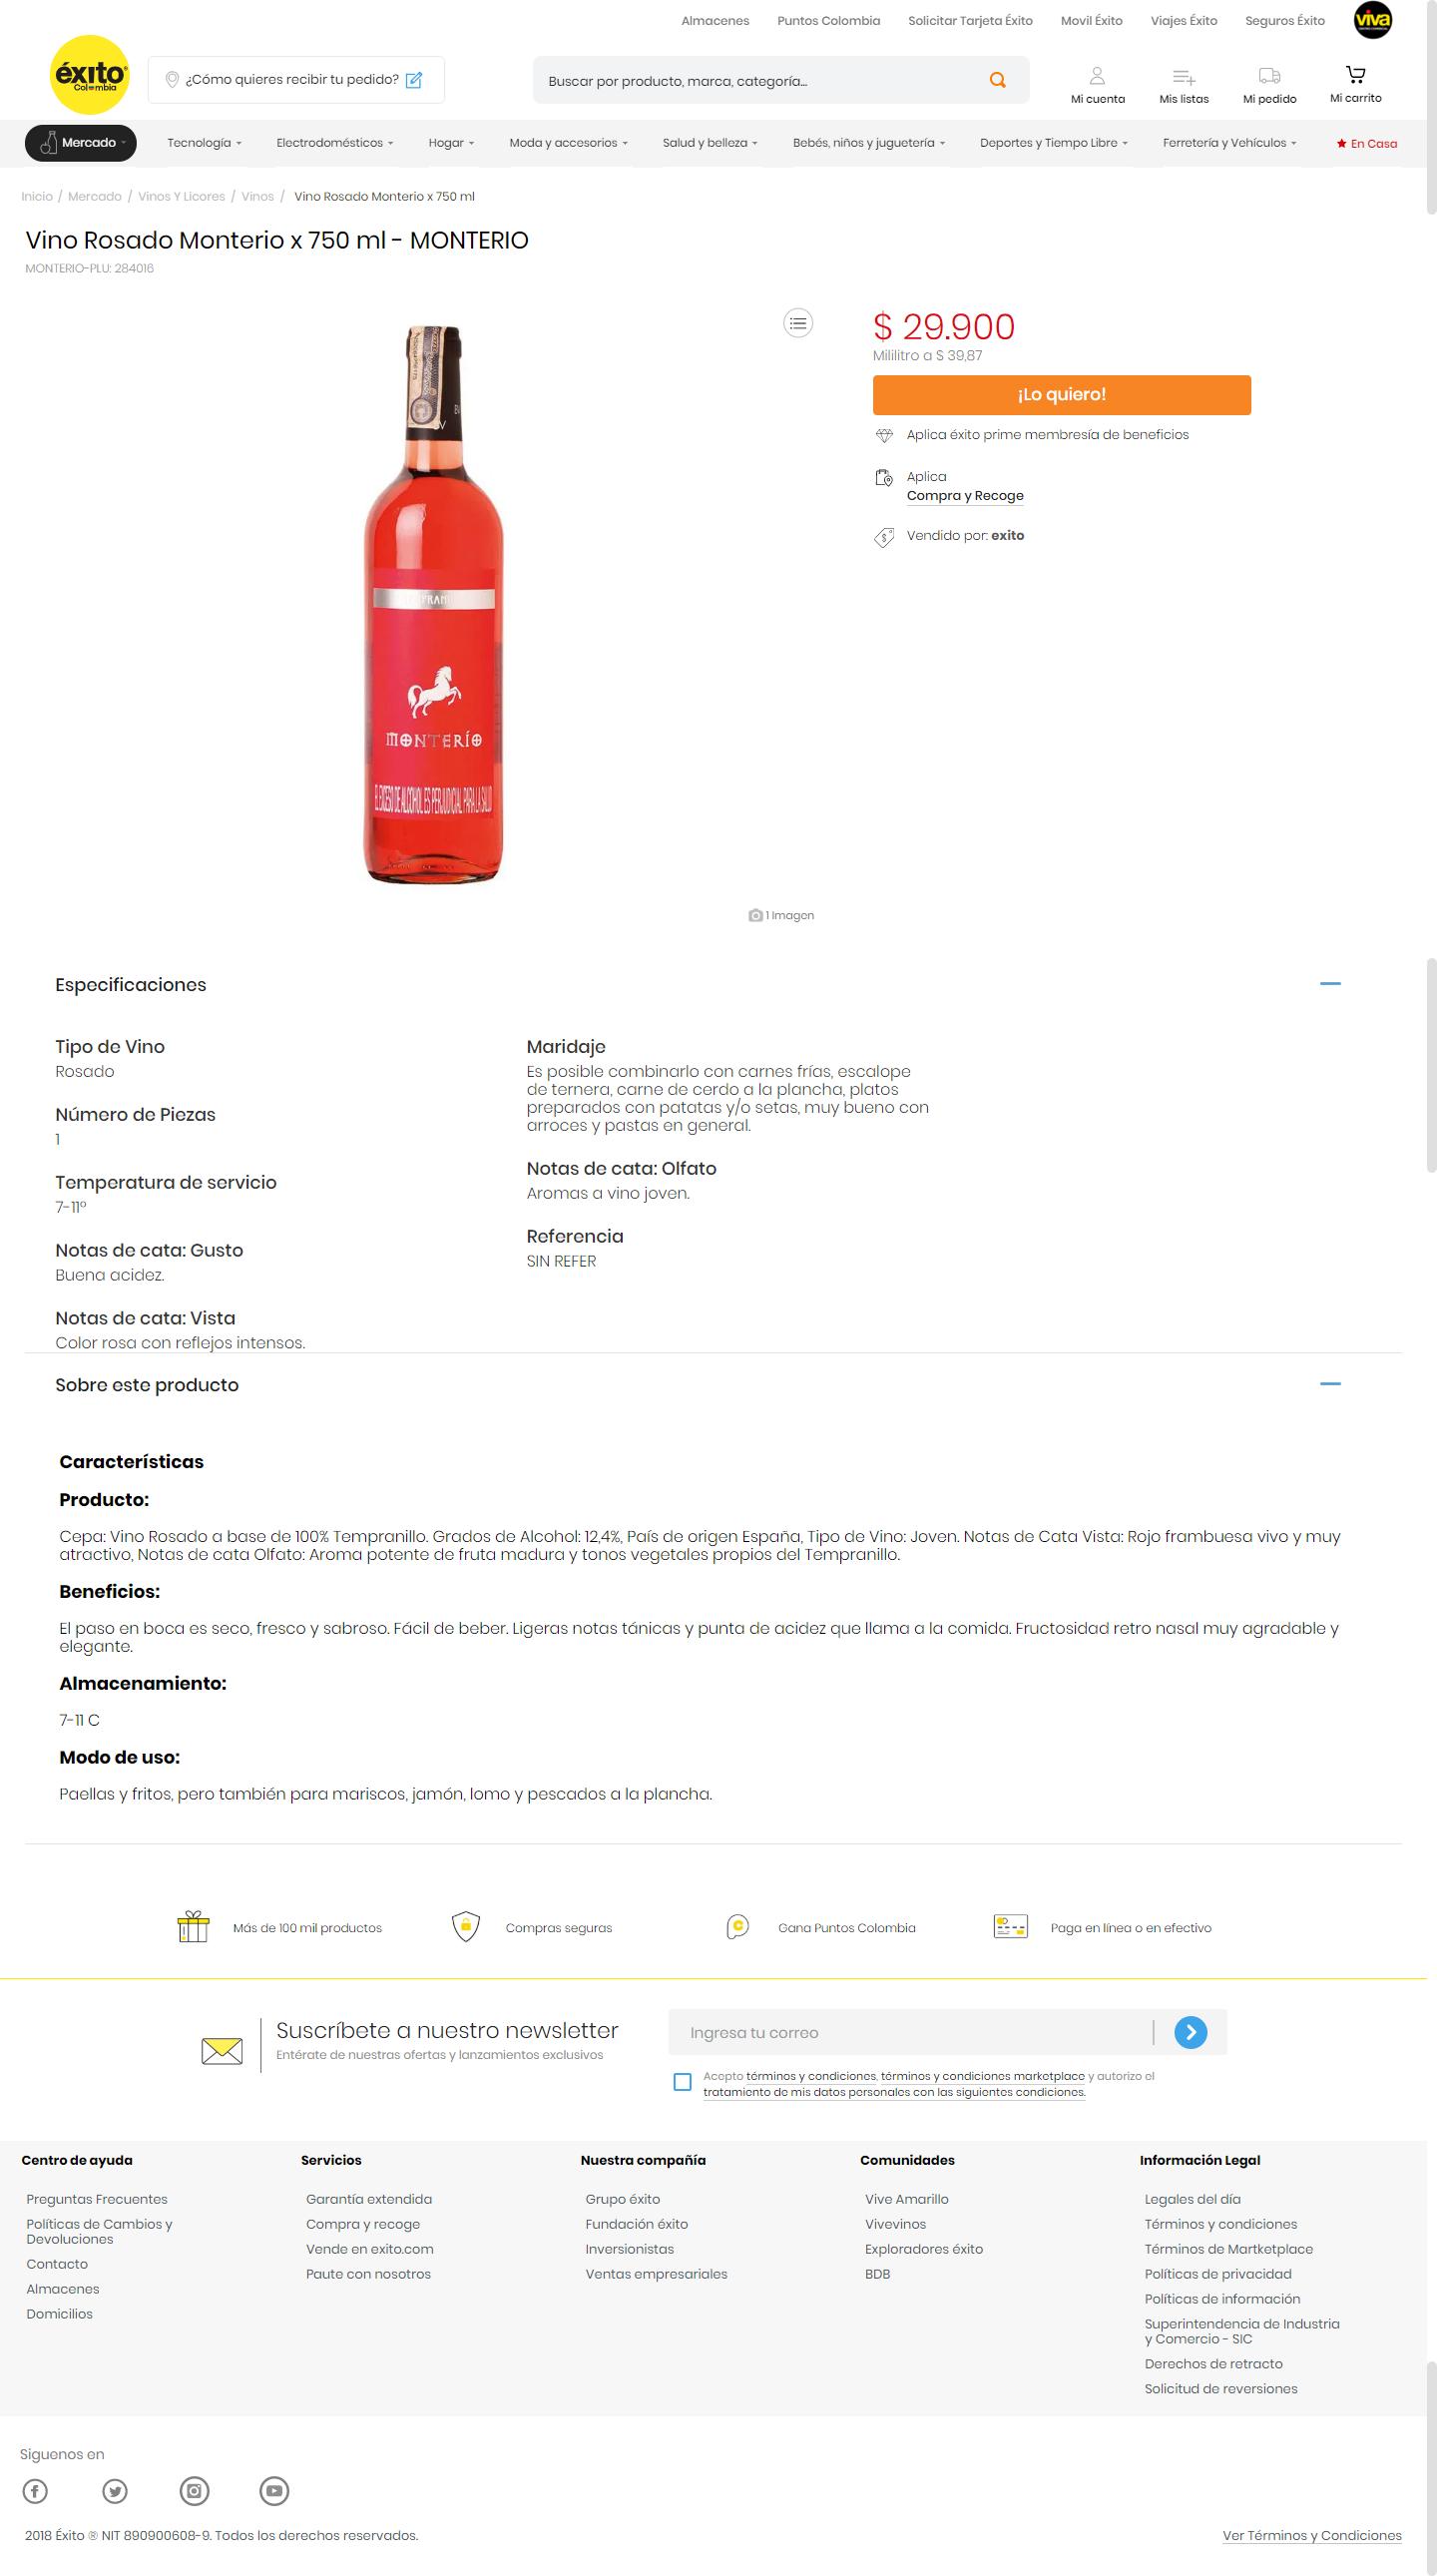 Almacenes Puntos Colombia Solicitar Tarjeta Éxito Movil Éxito Viajes Éxito Seguros Éxito viva
éxito
Colombia
¿Cómo quieres recibir tu pedido?
Buscar por producto, marca, categoría...
Mi cuenta Mis listas Mi pedido Mi carrito
Mercado Tecnología Electrodomésticos Hogar Moda y accesorios Salud y belleza Bebés, niños y juguetería Deportes y Tiempo Libre Ferretería y Vehículos En Casa
Inicio / Mercado / Vinos Y Licores / Vinos / Vino Rosado Monterio x 750 ml
Vino Rosado Monterio x 750 ml - MONTERIO
MONTERIO-PLU: 284016
MONTERÍO
EL EXCESO DE ALCOHOL ES PERJUDICIAL PARA LA SALUD
1 Imagen
$ 29.900
Mililitro a $ 39,87
¡Lo quiero!
Aplica éxito prime membresía de beneficios
Aplica
Compra y Recoge
Vendido por: exito
Especificaciones
Tipo de Vino
Rosado
Número de Piezas
1
Temperatura de servicio
7-11º
Notas de cata: Gusto
Buena acidez.
Notas de cata: Vista
Color rosa con reflejos intensos.
Maridaje
Es posible combinarlo con carnes frías, escalope
de ternera, carne de cerdo a la plancha, platos
preparados con patatas y/o setas, muy bueno con
arroces y pastas en general.
Notas de cata: Olfato
Aromas a vino joven.
Referencia
SIN REFER
Sobre este producto
Características
Producto:
Cepa: Vino Rosado a base de 100% Tempranillo. Grados de Alcohol: 12,4%, País de origen España, Tipo de Vino: Joven. Notas de Cata Vista: Rojo frambuesa vivo y muy
atractivo, Notas de cata Olfato: Aroma potente de fruta madura y tonos vegetales propios del Tempranillo.
Beneficios:
El paso en boca es seco, fresco y sabroso. Fácil de beber. Ligeras notas tánicas y punta de acidez que llama a la comida. Fructosidad retro nasal muy agradable y
elegante.
Almacenamiento:
7-11 C
Modo de uso:
Paellas y fritos, pero también para mariscos, jamón, lomo y pescados a la plancha.
Más de 100 mil productos Compras seguras Gana Puntos Colombia Paga en línea o en efectivo
Suscríbete a nuestro newsletter
Entérate de nuestras ofertas y lanzamientos exclusivos
Ingresa tu correo
Acepto términos y condiciones, términos y condiciones marketplace y autorizo el
tratamiento de mis datos personales con las siguientes condiciones.
Centro de ayuda
Preguntas Frecuentes
Políticas de Cambios y
Devoluciones
Contacto
Almacenes
Domicilios
Servicios
Garantía extendida
Compra y recoge
Vende en exito.com
Paute con nosotros
Nuestra compañía
Grupo éxito
Fundación éxito
Inversionistas
Ventas empresariales
Comunidades
Vive Amarillo
Vivevinos
Exploradores éxito
BDB
Información Legal
Legales del día
Términos y condiciones
Términos de Martketplace
Políticas de privacidad
Políticas de información
Superintendencia de Industria
y Comercio - SIC
Derechos de retracto
Solicitud de reversiones
Siguenos en
2018 Éxito ® NIT 890900608-9. Todos los derechos reservados.
Ver Términos y Condiciones